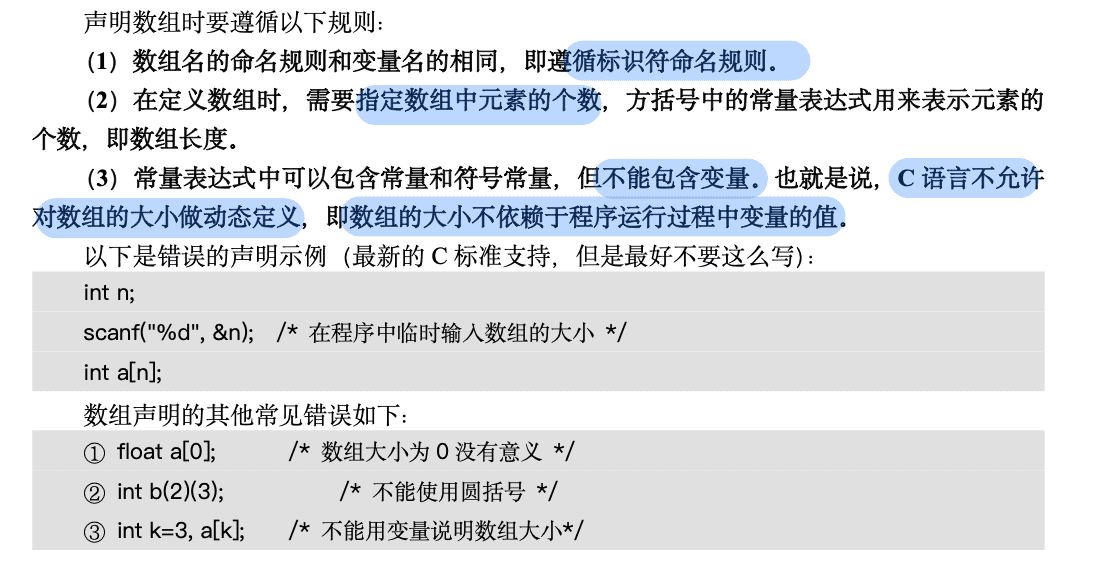 声明数组时要遵循以下规则：
（1）数组名的命名规则和变量名的相同，即遵循标识符命名规则。
（2）在定义数组时，需要指定数组中元素的个数，方括号中的常量表达式用来表示元素的
个数，即数组长度。
（3）常量表达式中可以包含常量和符号常量，但不能包含变量。也就是说，C 语言不允许
对数组的大小做动态定义，即数组的大小不依赖于程序运行过程中变量的值。
以下是错误的声明示例（最新的 C 标准支持，但是最好不要这么写）：
int n;
scanf("%d", &n); /* 在程序中临时输入数组的大小 */
int a[n];
数组声明的其他常见错误如下：
① float a[0]; /* 数组大小为 0 没有意义 */
② int b(2)(3); /* 不能使用圆括号 */
③ int k=3, a[k]; /* 不能用变量说明数组大小*/